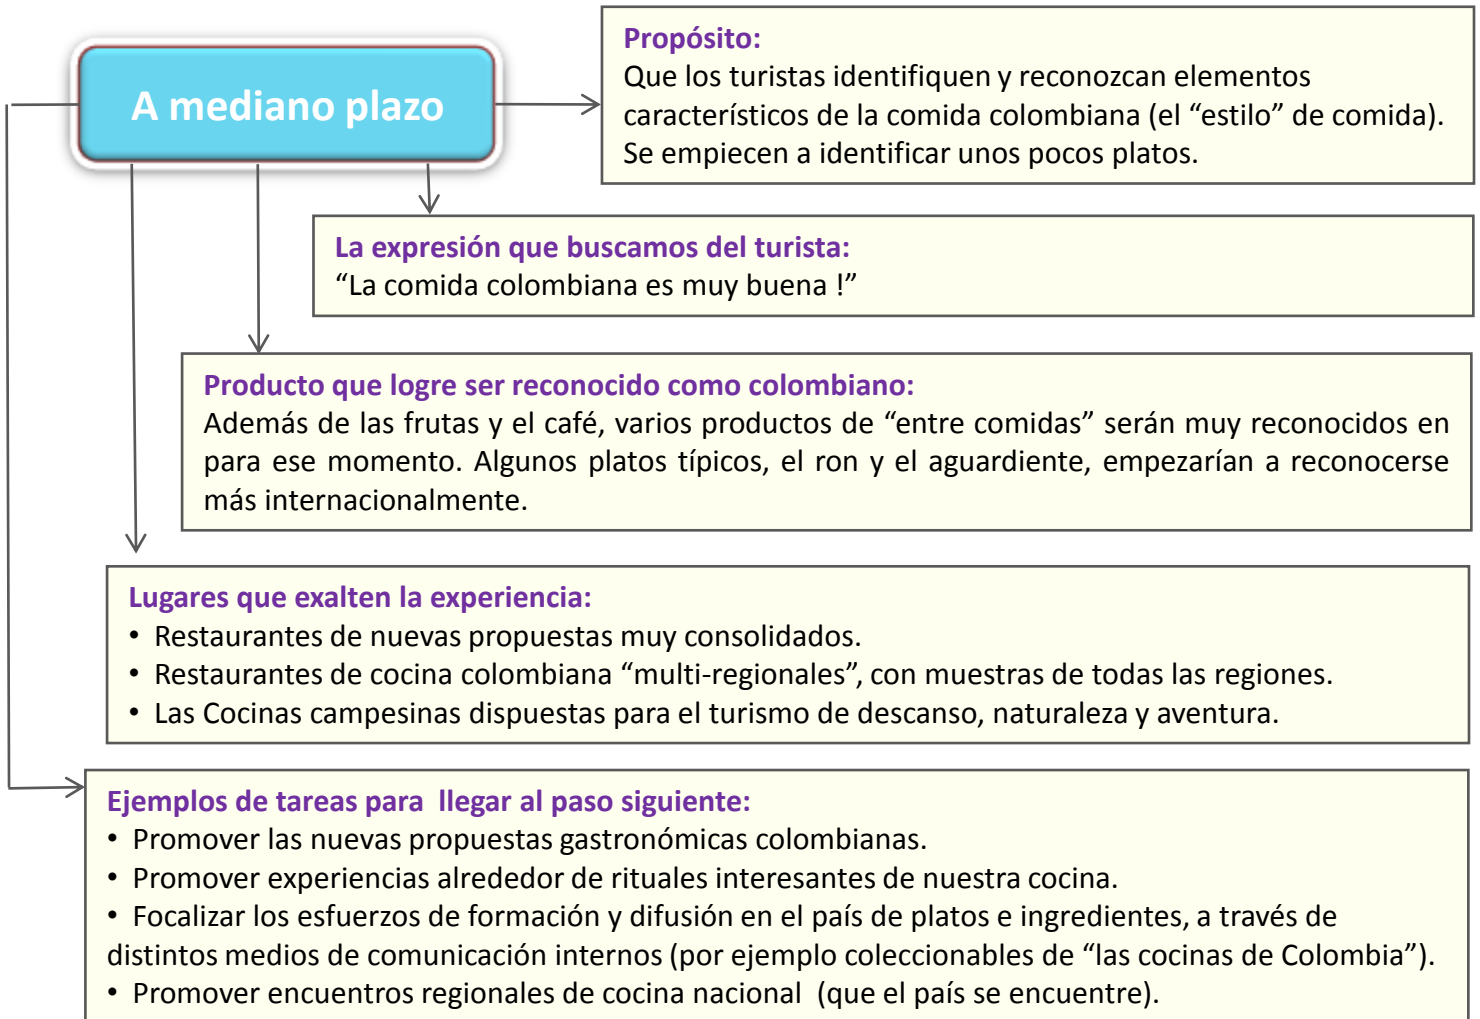 A mediano plazo
Propósito:
Que los turistas identifiquen y reconozcan elementos
característicos de la comida colombiana (el “estilo” de comida).
Se empiecen a identificar unos pocos platos.
La expresión que buscamos del turista:
“La comida colombiana es muy buena !”
Producto que logre ser reconocido como colombiano:
Además de las frutas y el café, varios productos de “entre comidas” serán muy reconocidos en
para ese momento. Algunos platos típicos, el ron y el aguardiente, empezarían a reconocerse
más internacionalmente.
Lugares que exalten la experiencia:
• Restaurantes de nuevas propuestas muy consolidados.
• Restaurantes de cocina colombiana “multi-regionales”, con muestras de todas las regiones.
• Las Cocinas campesinas dispuestas para el turismo de descanso, naturaleza y aventura.
Ejemplos de tareas para llegar al paso siguiente:
• Promover las nuevas propuestas gastronómicas colombianas.
• Promover experiencias alrededor de rituales interesantes de nuestra cocina.
• Focalizar los esfuerzos de formación y difusión en el país de platos e ingredientes, a través de
distintos medios de comunicación internos (por ejemplo coleccionables de “las cocinas de Colombia”).
• Promover encuentros regionales de cocina nacional (que el país se encuentre).